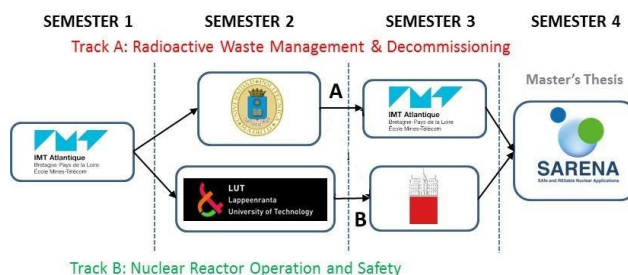 SEMESTER 1 SEMESTER 2 SEMESTER 3 SEMESTER 4
Track A: Radioactive Waste Management & Decommissioning
Master's Thesis
A
IMT Atlantique
Bretagne-Pays de la Loire
École Mines-Télécom
IMT Atlantique
Bretagne-Pays de la Loire
École Mines-Télécom
SARENA
SAfe and REliable Nuclear Applications
LUT
Lappeenranta
University of Technology
B
Track B: Nuclear Reactor Operation and Safety